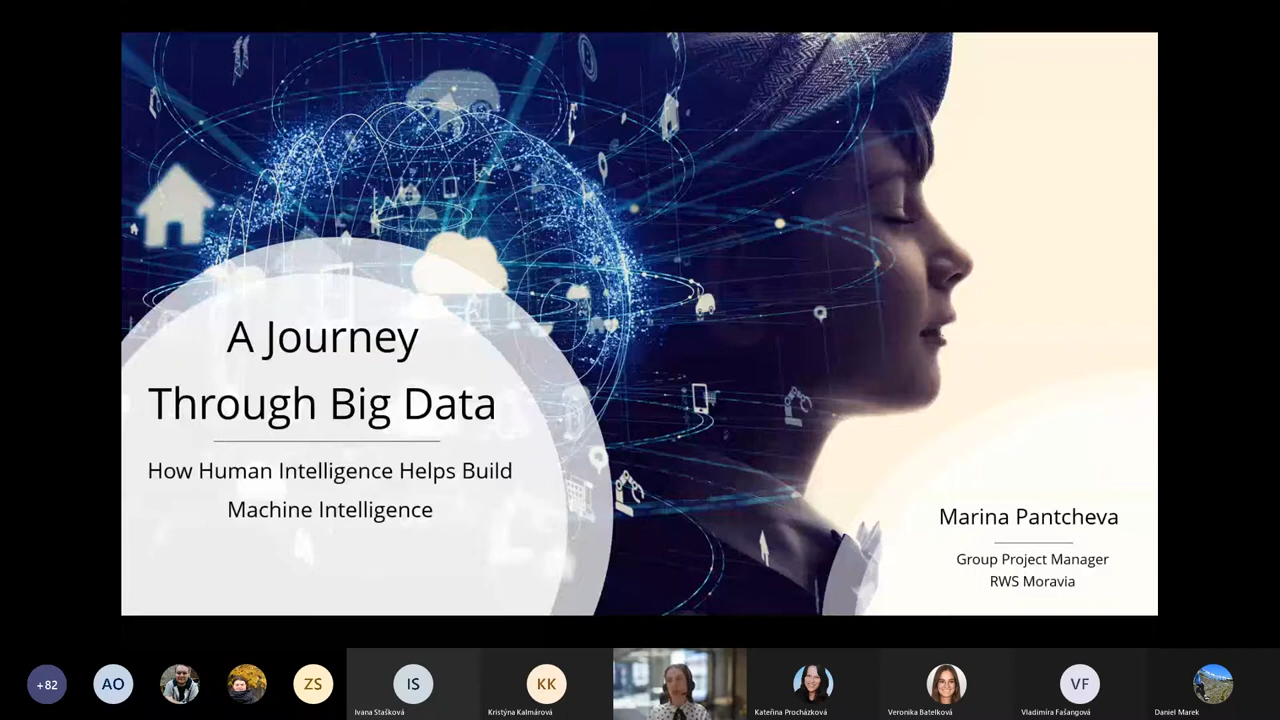 A Journey
Through Big Data
How Human Intelligence Helps Build
Machine Intelligence
Marina Pantcheva
Group Project Manager
RWS Moravia
+82
AO
ZS
IS
Ivana Stašková
KK
Kristýna Kalmárová
Kateřina Procházková
Veronika Batelková
VF
Vladimíra Fašangová
Daniel Marek